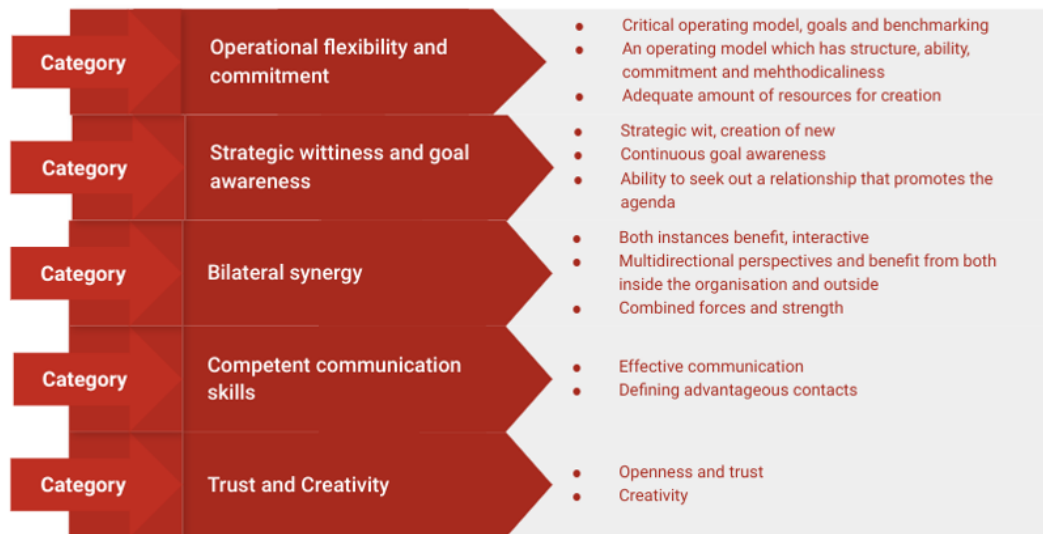 Category
Operational flexibility and
commitment
● Critical operating model, goals and benchmarking
● An operating model which has structure, ability,
commitment and mehthodicaliness
● Adequate amount of resources for creation
Category
Strategic wittiness and goal
awareness
● Strategic wit, creation of new
● Continuous goal awareness
● Ability to seek out a relationship that promotes the
agenda
Category
Bilateral synergy
● Both instances benefit, interactive
● Multidirectional perspectives and benefit from both
inside the organisation and outside
● Combined forces and strength
Category
Competent communication
skills
● Effective communication
● Defining advantageous contacts
Category
Trust and Creativity
● Openness and trust
● Creativity